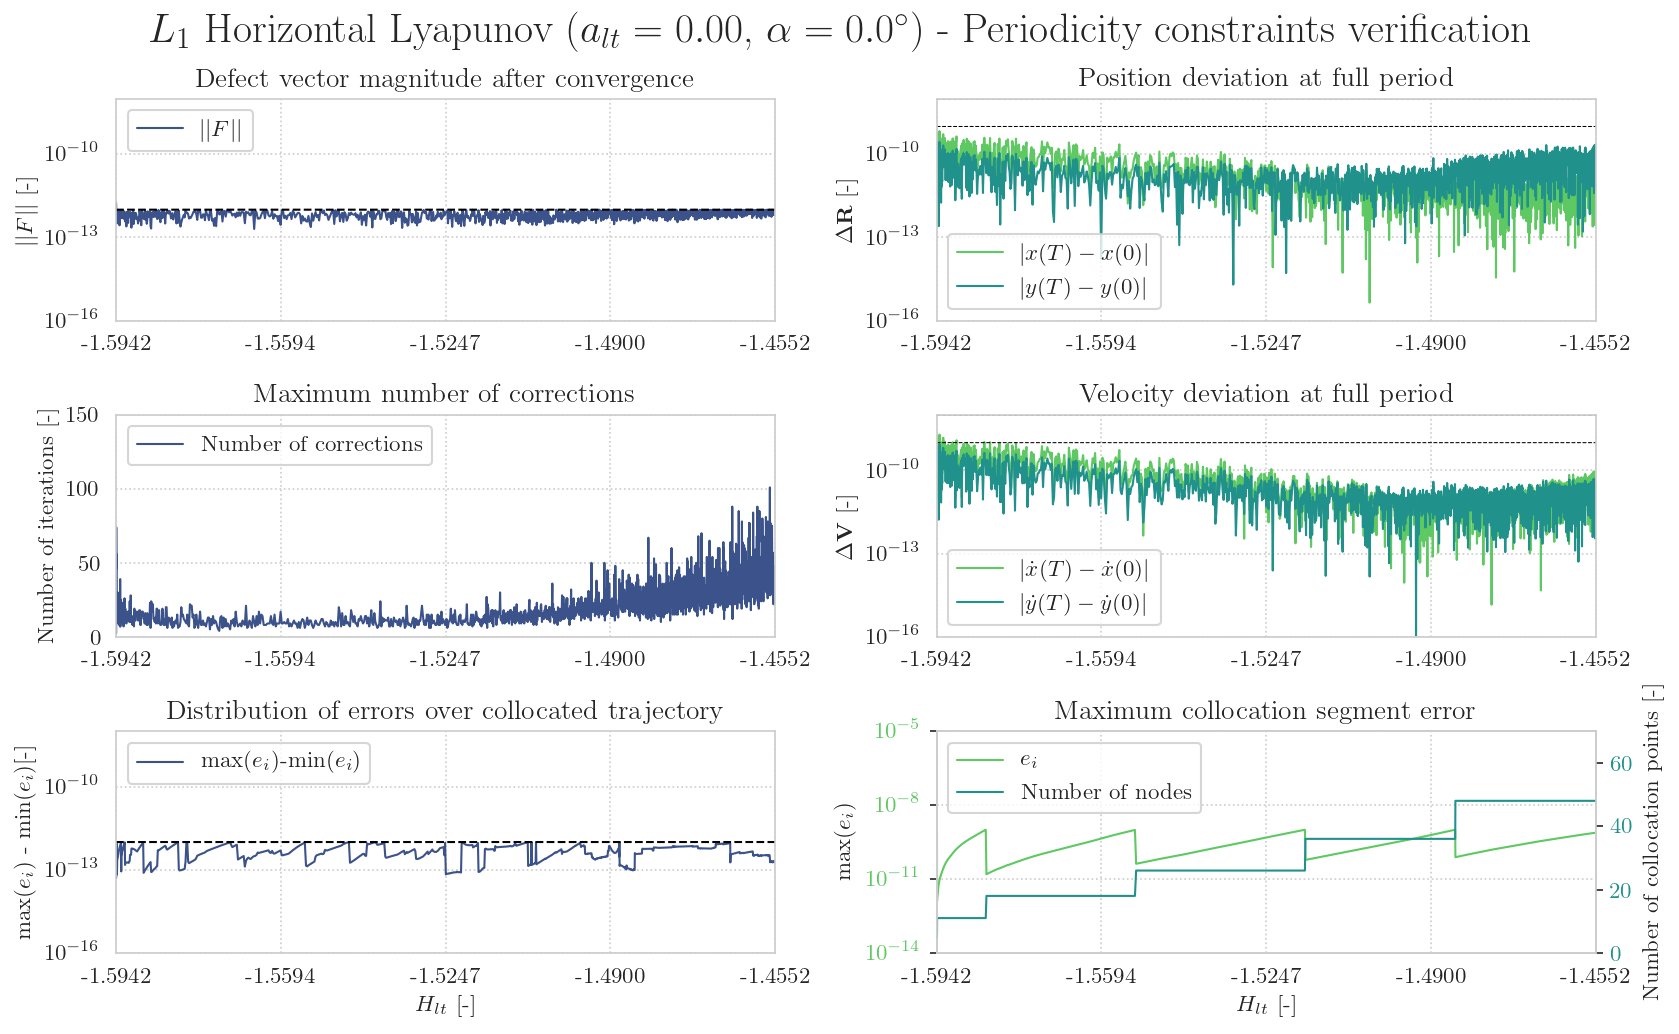 L₁ Horizontal Lyapunov (a_lt = 0.00, α = 0.0°) - Periodicity constraints verification
Defect vector magnitude after convergence
||F||
||F|| [-]
10⁻¹⁰
10⁻¹³
10⁻¹⁶
-1.5942 -1.5594 -1.5247 -1.4900 -1.4552
Position deviation at full period
ΔR [-]
10⁻¹⁰
10⁻¹³
10⁻¹⁶
|x(T) − x(0)|
|y(T) − y(0)|
-1.5942 -1.5594 -1.5247 -1.4900 -1.4552
Maximum number of corrections
Number of corrections
Number of iterations [-]
150
100
50
0
-1.5942 -1.5594 -1.5247 -1.4900 -1.4552
Velocity deviation at full period
ΔV [-]
10⁻¹⁰
10⁻¹³
10⁻¹⁶
|ẋ(T) − ẋ(0)|
|ẏ(T) − ẏ(0)|
-1.5942 -1.5594 -1.5247 -1.4900 -1.4552
Distribution of errors over collocated trajectory
max(eᵢ)-min(eᵢ)
max(eᵢ) - min(eᵢ)[-]
10⁻¹⁰
10⁻¹³
10⁻¹⁶
-1.5942 -1.5594 -1.5247 -1.4900 -1.4552
H_lt [-]
Maximum collocation segment error
eᵢ
Number of nodes
max(eᵢ)
10⁻⁵
10⁻⁸
10⁻¹¹
10⁻¹⁴
60
40
20
0
Number of collocation points [-]
-1.5942 -1.5594 -1.5247 -1.4900 -1.4552
H_lt [-]